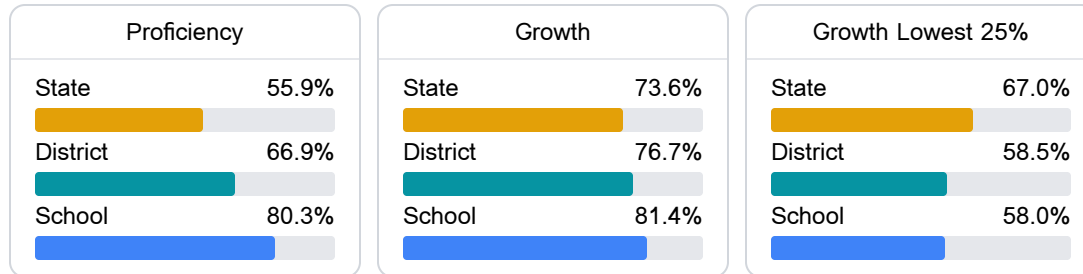 Proficiency
State 55.9%
District 66.9%
School 80.3%
Growth
State 73.6%
District 76.7%
School 81.4%
Growth Lowest 25%
State 67.0%
District 58.5%
School 58.0%